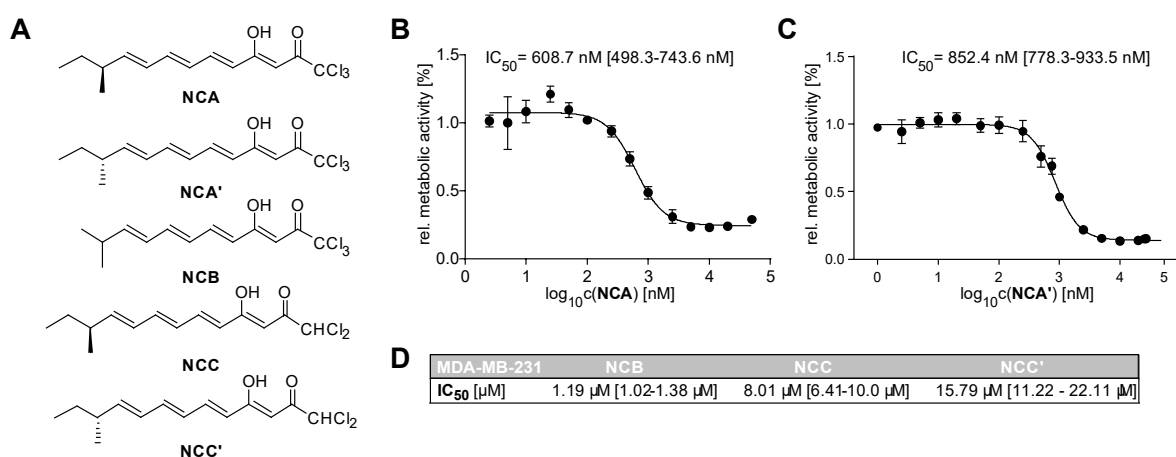 A
OH
O
CCl3
NCA
OH
O
CCl3
NCA'
OH
O
CCl3
NCB
OH
O
CHCl2
NCC
OH
O
CHCl2
NCC'
B
IC50= 608.7 nM [498.3-743.6 nM]
rel. metabolic activity [%]
1.5
1.0
0.5
0.0
0 1 2 3 4 5
log10c(NCA) [nM]
C
IC50= 852.4 nM [778.3-933.5 nM]
rel. metabolic activity [%]
1.5
1.0
0.5
0.0
0 1 2 3 4 5
log10c(NCA') [nM]
D
MDA-MB-231 NCB NCC NCC'
IC50 [µM] 1.19 µM [1.02-1.38 µM] 8.01 µM [6.41-10.0 µM] 15.79 µM [11.22 - 22.11 µM]